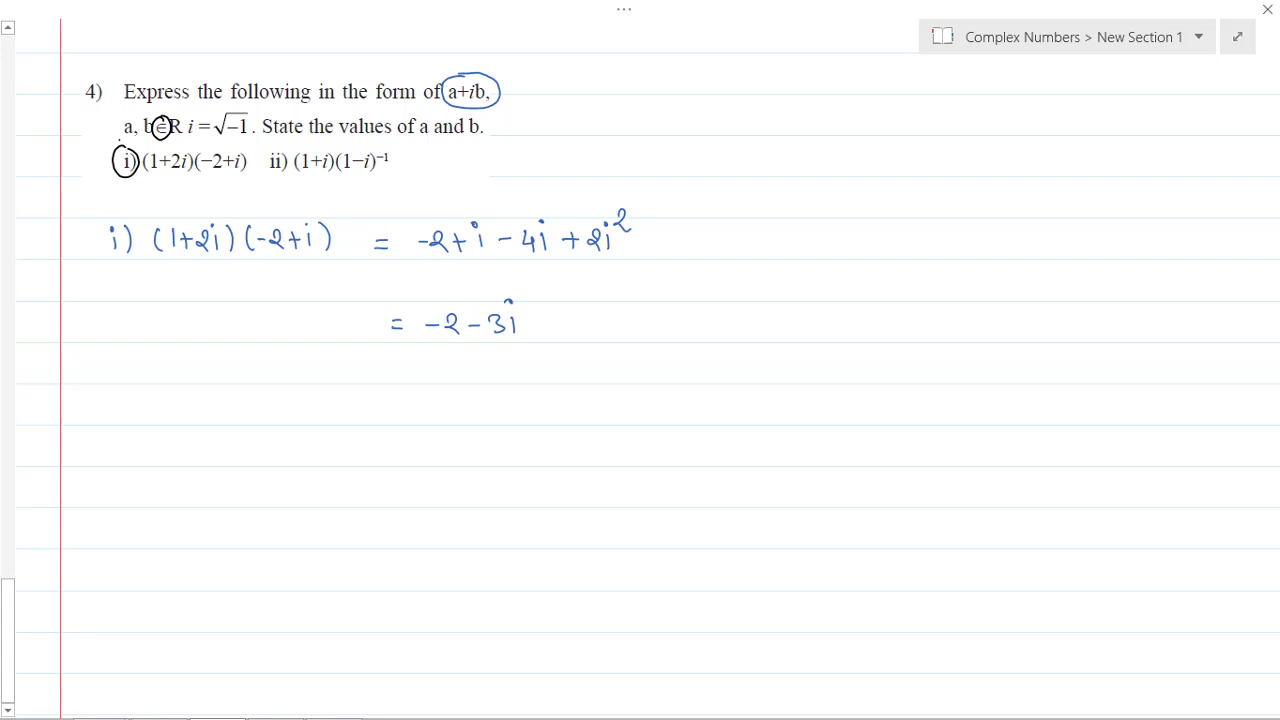 Complex Numbers > New Section 1
4) Express the following in the form of a+ib,
a, b∈R i = √−1 . State the values of a and b.
i) (1+2i)(−2+i) ii) (1+i)(1−i)⁻¹
i) (1+2i) (-2+i) = -2+i - 4i + 2i²
= -2 - 3i